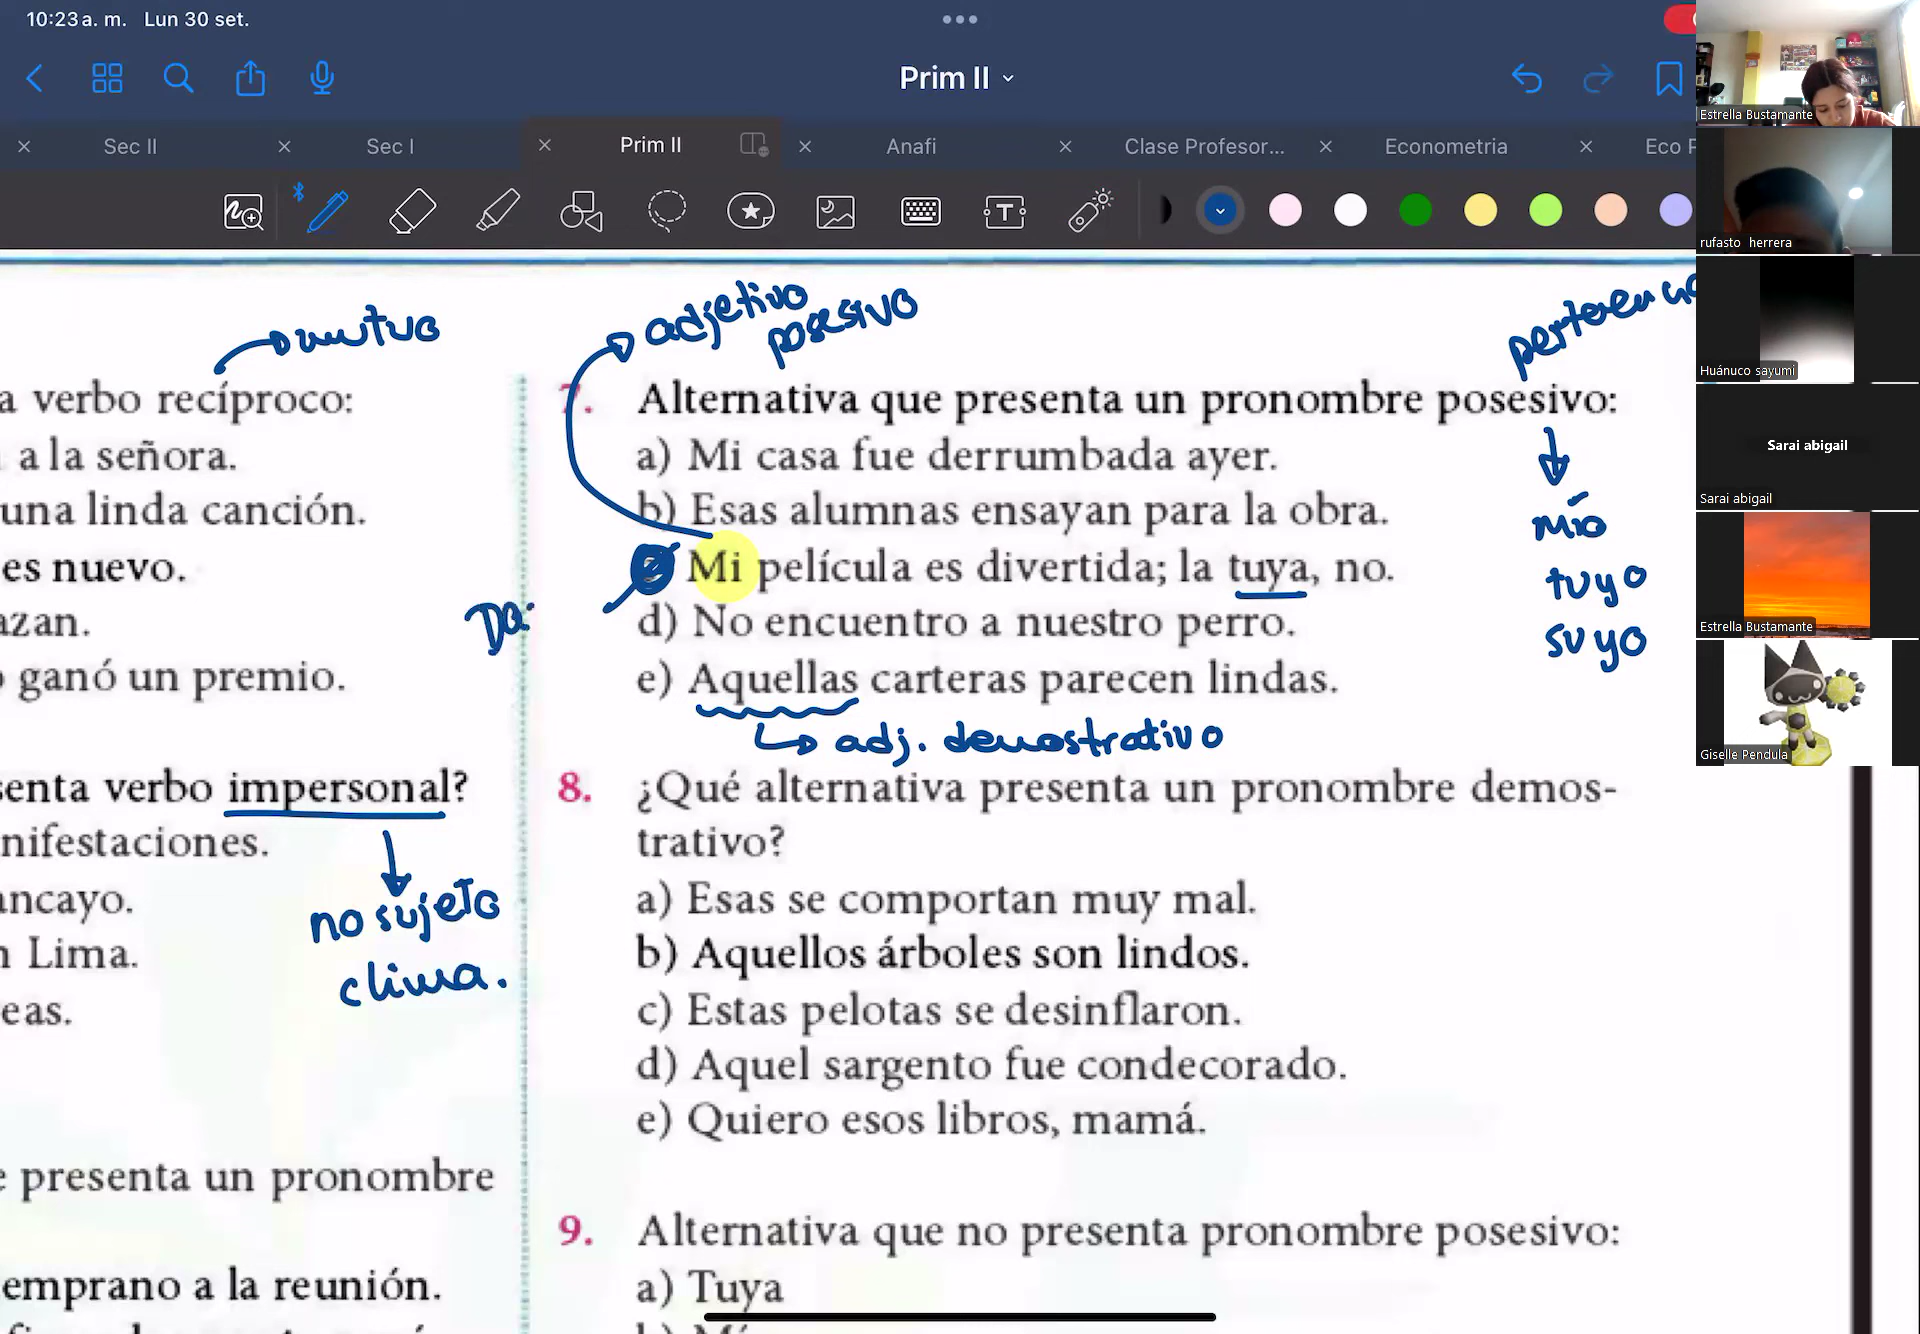 10:23 a. m. Lun 30 set.
Prim II
Sec II
Sec I
Prim II
Anafi
Clase Profesor...
Econometria
Eco
T
mutuo
a verbo recíproco:
a la señora.
una linda canción.
es nuevo.
azan.
ganó un premio.
senta verbo impersonal?
nifestaciones.
ancayo.
n Lima.
eas.
no sujeto
clima.
presenta un pronombre
emprano a la reunión.
adjetivo
posesivo
7. Alternativa que presenta un pronombre posesivo:
a) Mi casa fue derrumbada ayer.
b) Esas alumnas ensayan para la obra.
Mi película es divertida; la tuya, no.
d) No encuentro a nuestro perro.
e) Aquellas carteras parecen lindas.
adj. demostrativo
mío
tuyo
suyo
8. ¿Qué alternativa presenta un pronombre demos-
trativo?
a) Esas se comportan muy mal.
b) Aquellos árboles son lindos.
c) Estas pelotas se desinflaron.
d) Aquel sargento fue condecorado.
e) Quiero esos libros, mamá.
9. Alternativa que no presenta pronombre posesivo:
a) Tuya
Estrella Bustamante
rufasto herrera
Huánuco sayumi
Sarai abigail
Sarai abigail
Estrella Bustamante
Giselle Pendula